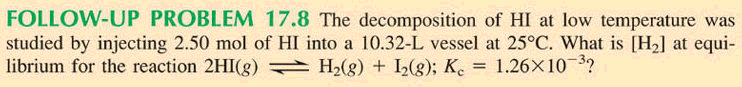 FOLLOW-UP PROBLEM 17.8 The decomposition of HI at low temperature was
studied by injecting 2.50 mol of HI into a 10.32-L vessel at 25°C. What is [H₂] at equi-
librium for the reaction 2HI(g) ⇌ H₂(g) + I₂(g); K꜀ = 1.26×10⁻³?